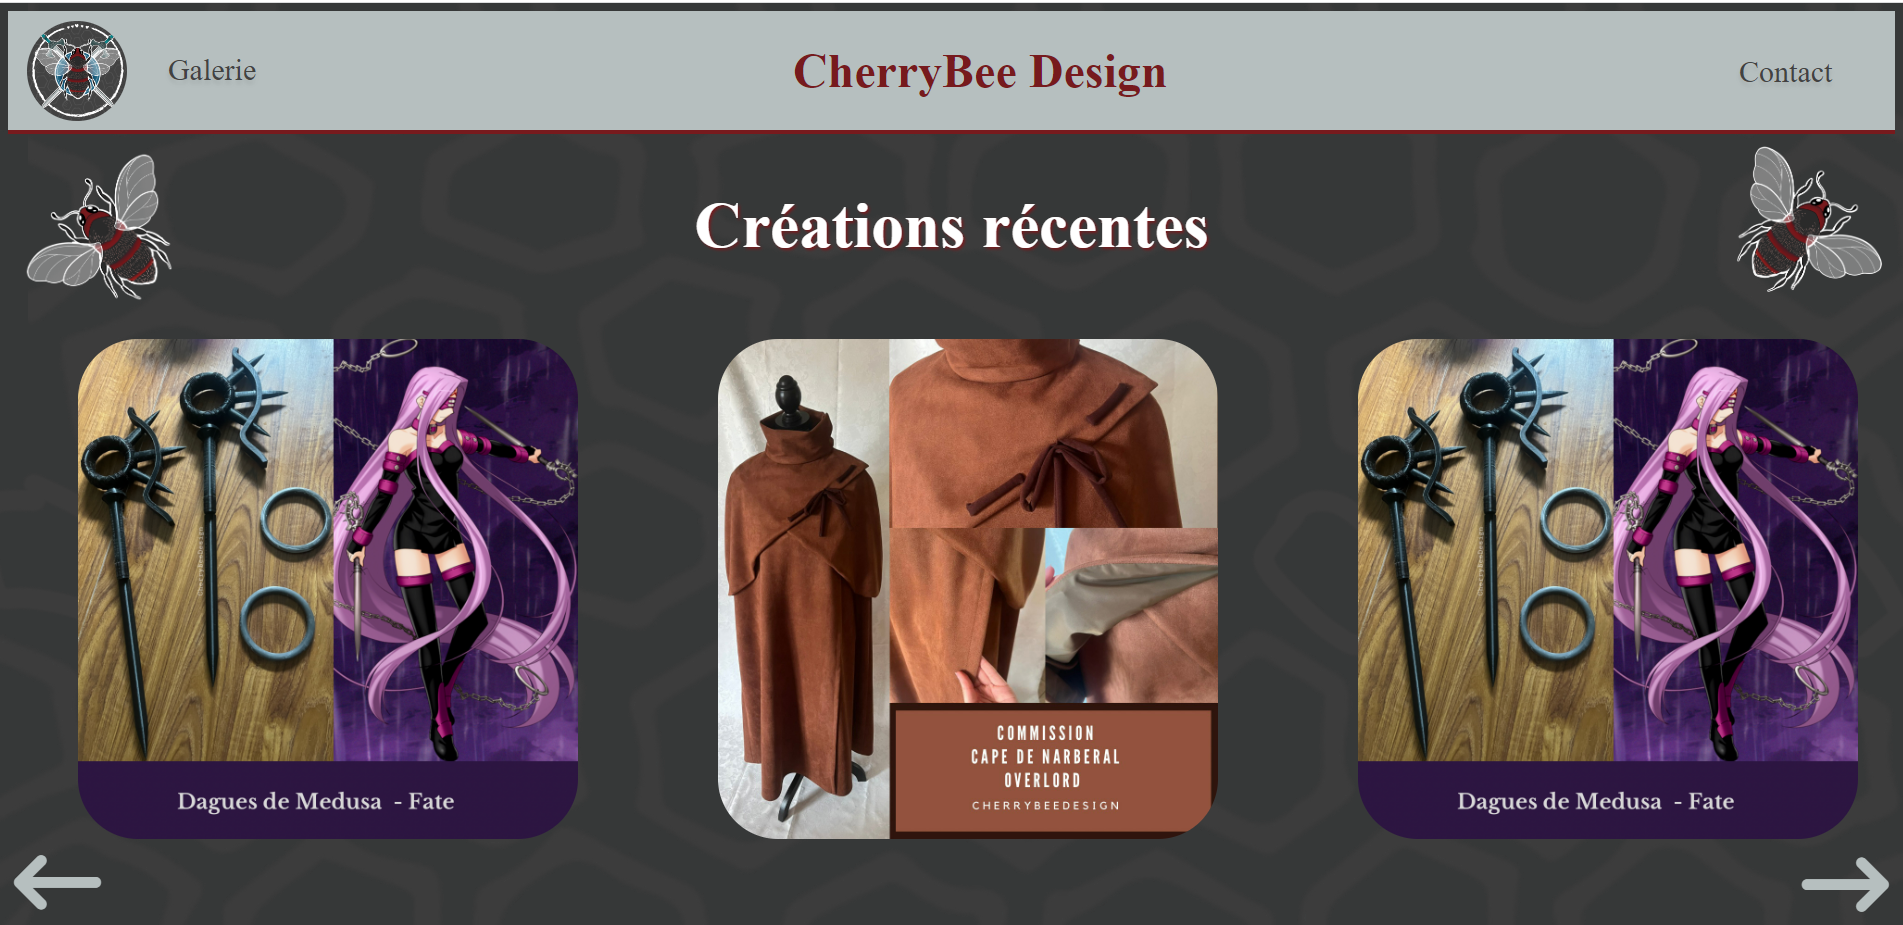 Galerie
CherryBee Design
Contact
Créations récentes
Dagues de Medusa - Fate
COMMISSION
CAPE DE NARBERAL
OVERLORD
CHERRYBEEDESIGN
Dagues de Medusa - Fate